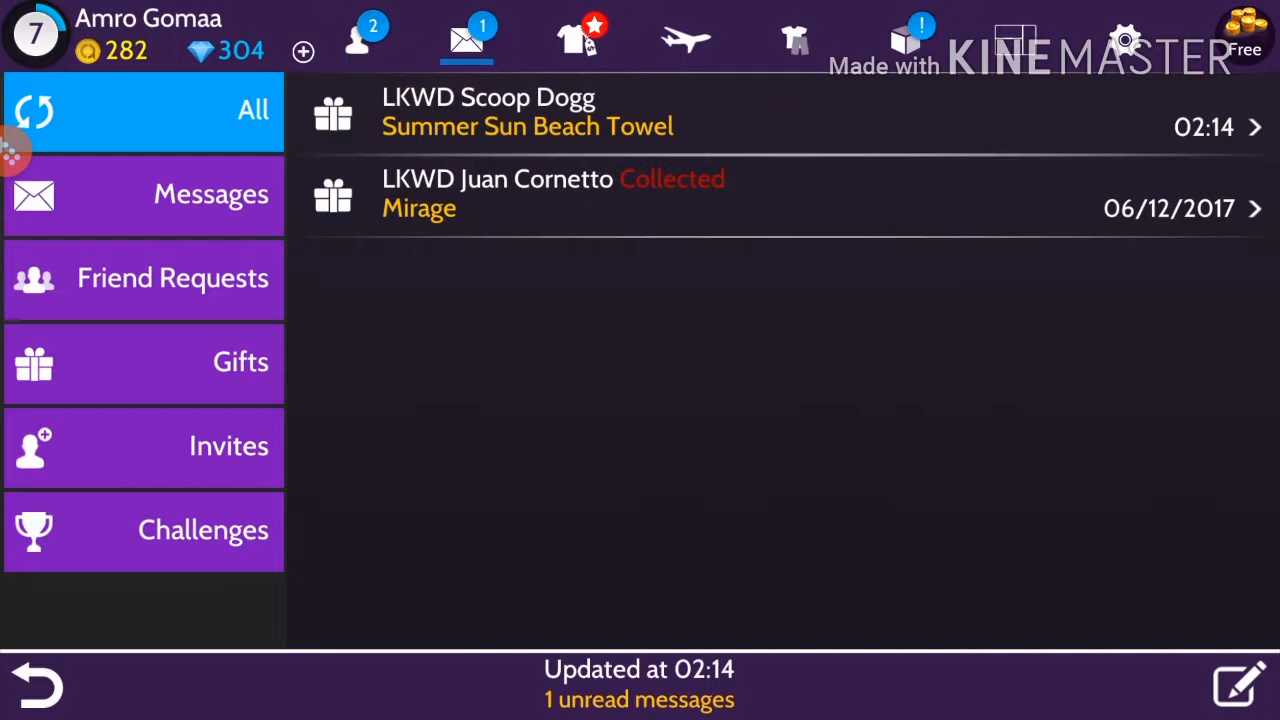 7
Amro Gomaa
282 304
2
1
!
Free
Made with KINEMASTER
All
Messages
Friend Requests
Gifts
Invites
Challenges
LKWD Scoop Dogg
Summer Sun Beach Towel
02:14
LKWD Juan Cornetto Collected
Mirage
06/12/2017
Updated at 02:14
1 unread messages